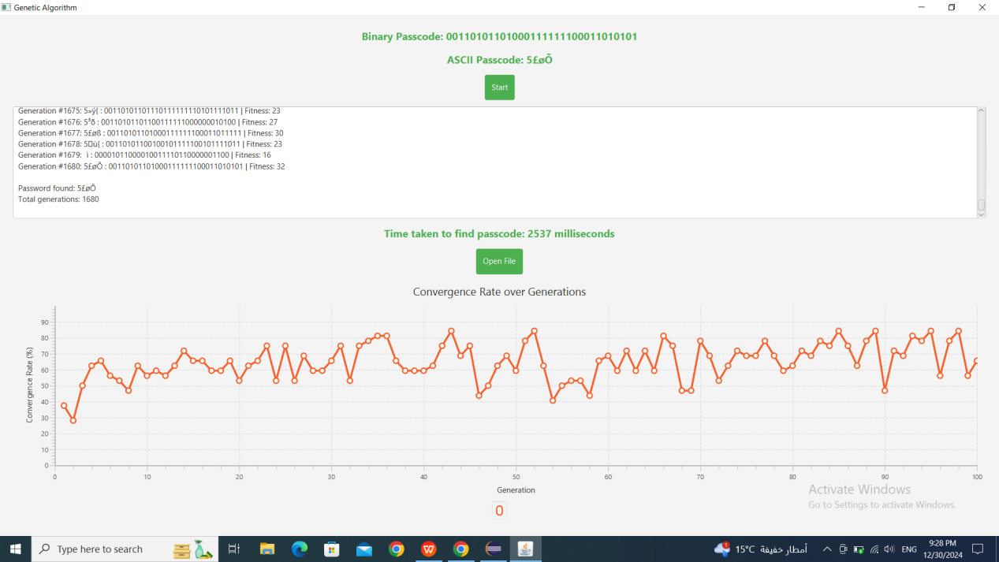 Genetic Algorithm
Binary Passcode: 00110101101000111111100011010101
ASCII Passcode: 5£øÕ
Start
Generation #1675: 5»ý{ : 00110101101110111111110101111011 | Fitness: 23
Generation #1676: 5³ð : 00110101101100111111000000010100 | Fitness: 27
Generation #1677: 5£øß : 00110101101000111111100011011111 | Fitness: 30
Generation #1678: 5▯ù{ : 00110101100100101111100101111011 | Fitness: 23
Generation #1679: ì : 00001011000010011110110000001100 | Fitness: 16
Generation #1680: 5£øÕ : 00110101101000111111100011010101 | Fitness: 32
Password found: 5£øÕ
Total generations: 1680
Time taken to find passcode: 2537 milliseconds
Open File
Convergence Rate over Generations
Convergence Rate (%)
90
80
70
60
50
40
30
20
10
0
0 10 20 30 40 50 60 70 80 90 100
Generation
Activate Windows
Go to Settings to activate Windows.
Type here to search
1
15°C أمطار خفيفة
ENG
9:28 PM
12/30/2024